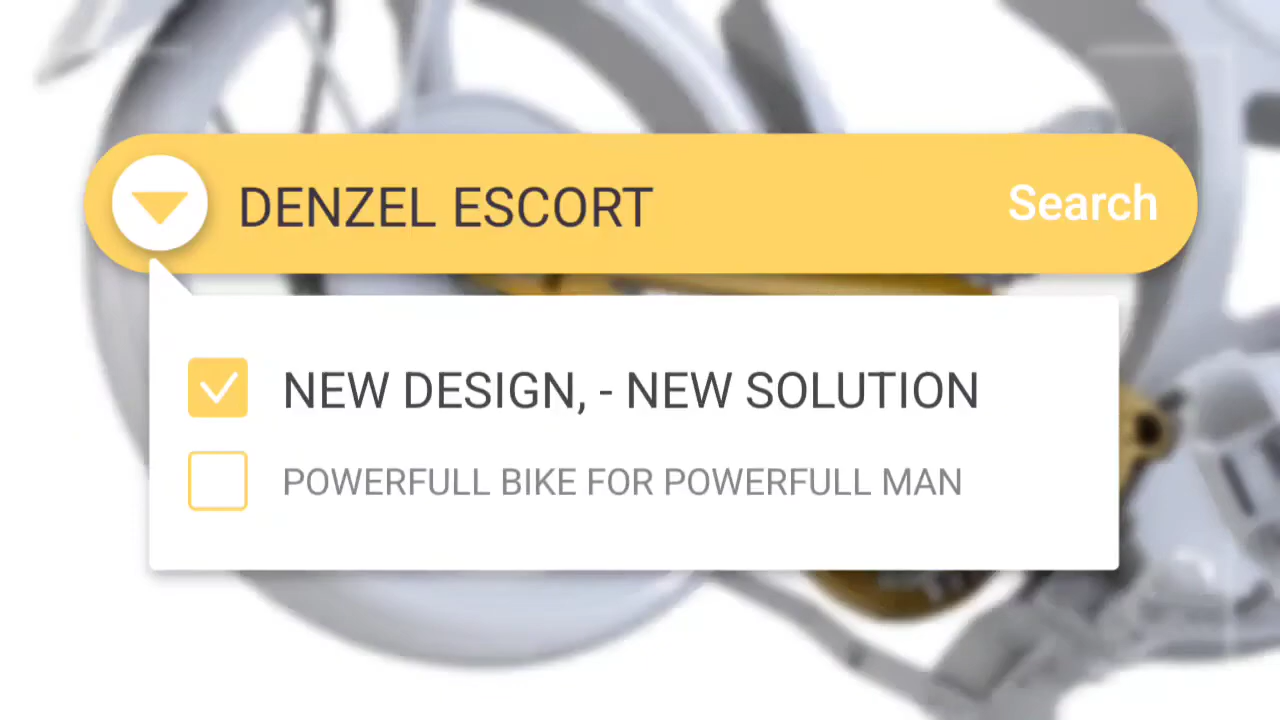 DENZEL ESCORT
Search
NEW DESIGN, - NEW SOLUTION
POWERFULL BIKE FOR POWERFULL MAN